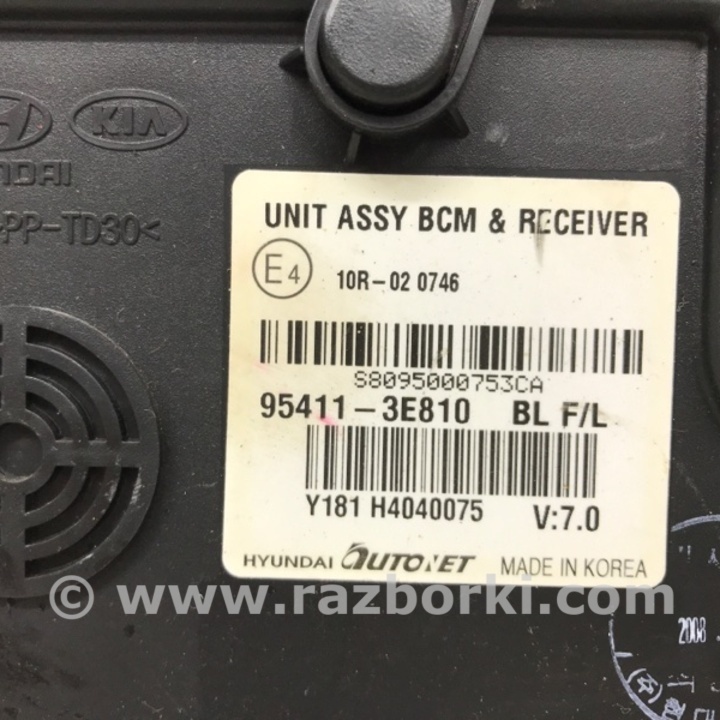 KIA
>PP-TD30<
UNIT ASSY BCM & RECEIVER
E4 10R-02 0746
S8095000753CA
95411-3E810 BL F/L
Y181 H4040075 V:7.0
HYUNDAI AUTONET MADE IN KOREA
© www.razborki.com
2008